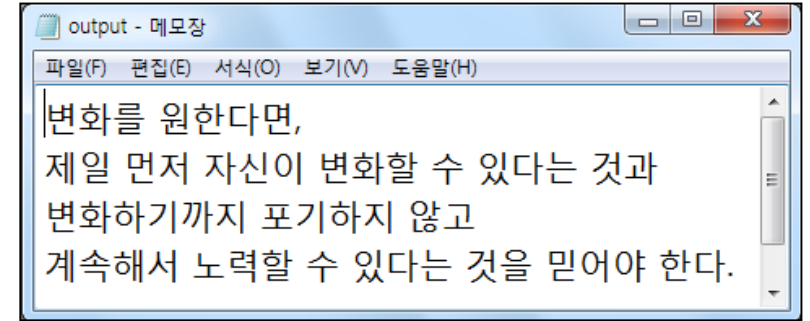 output - 메모장
파일(F) 편집(E) 서식(O) 보기(V) 도움말(H)
변화를 원한다면,
제일 먼저 자신이 변화할 수 있다는 것과
변화하기까지 포기하지 않고
계속해서 노력할 수 있다는 것을 믿어야 한다.